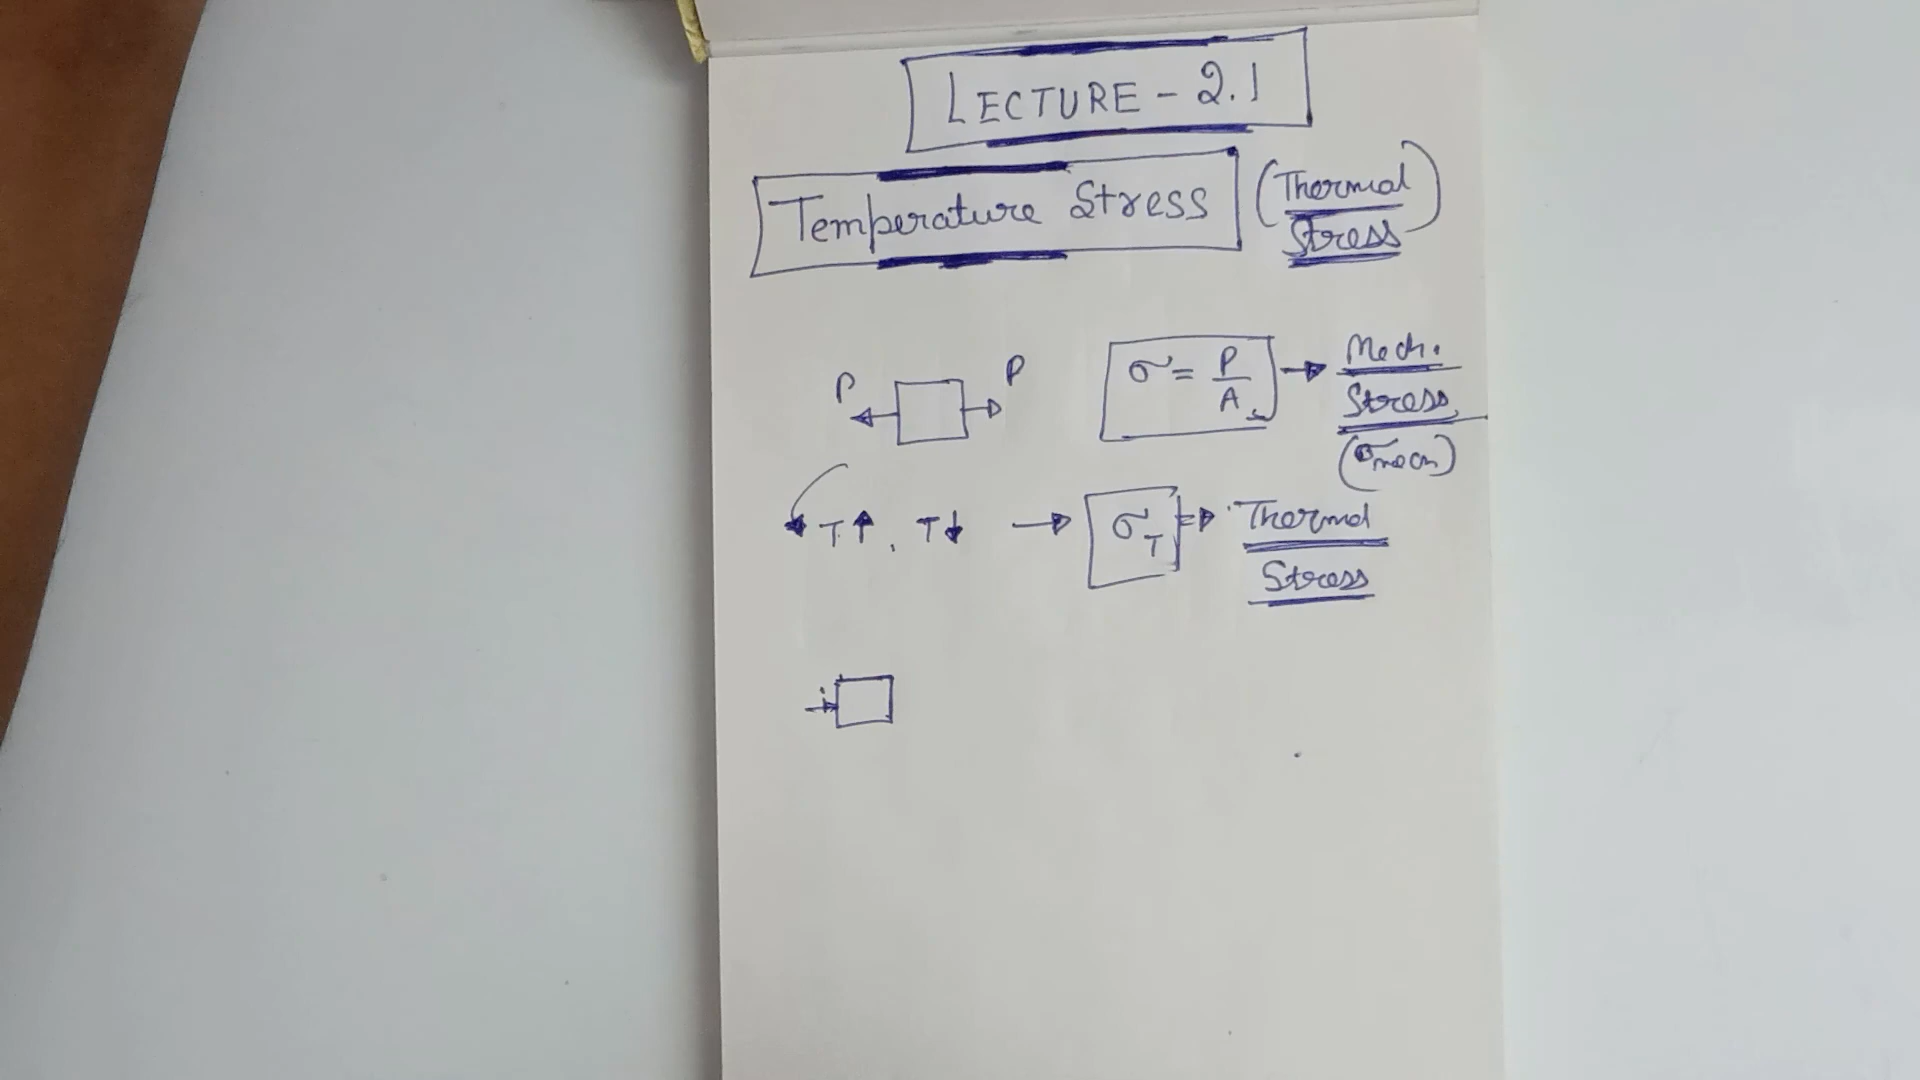 LECTURE - 2.1
Temperature Stress (Thermal Stress)
P P σ = P/A → Mech. Stress (σmech)
T↑, T↓ → σT ⇒ Thermal Stress